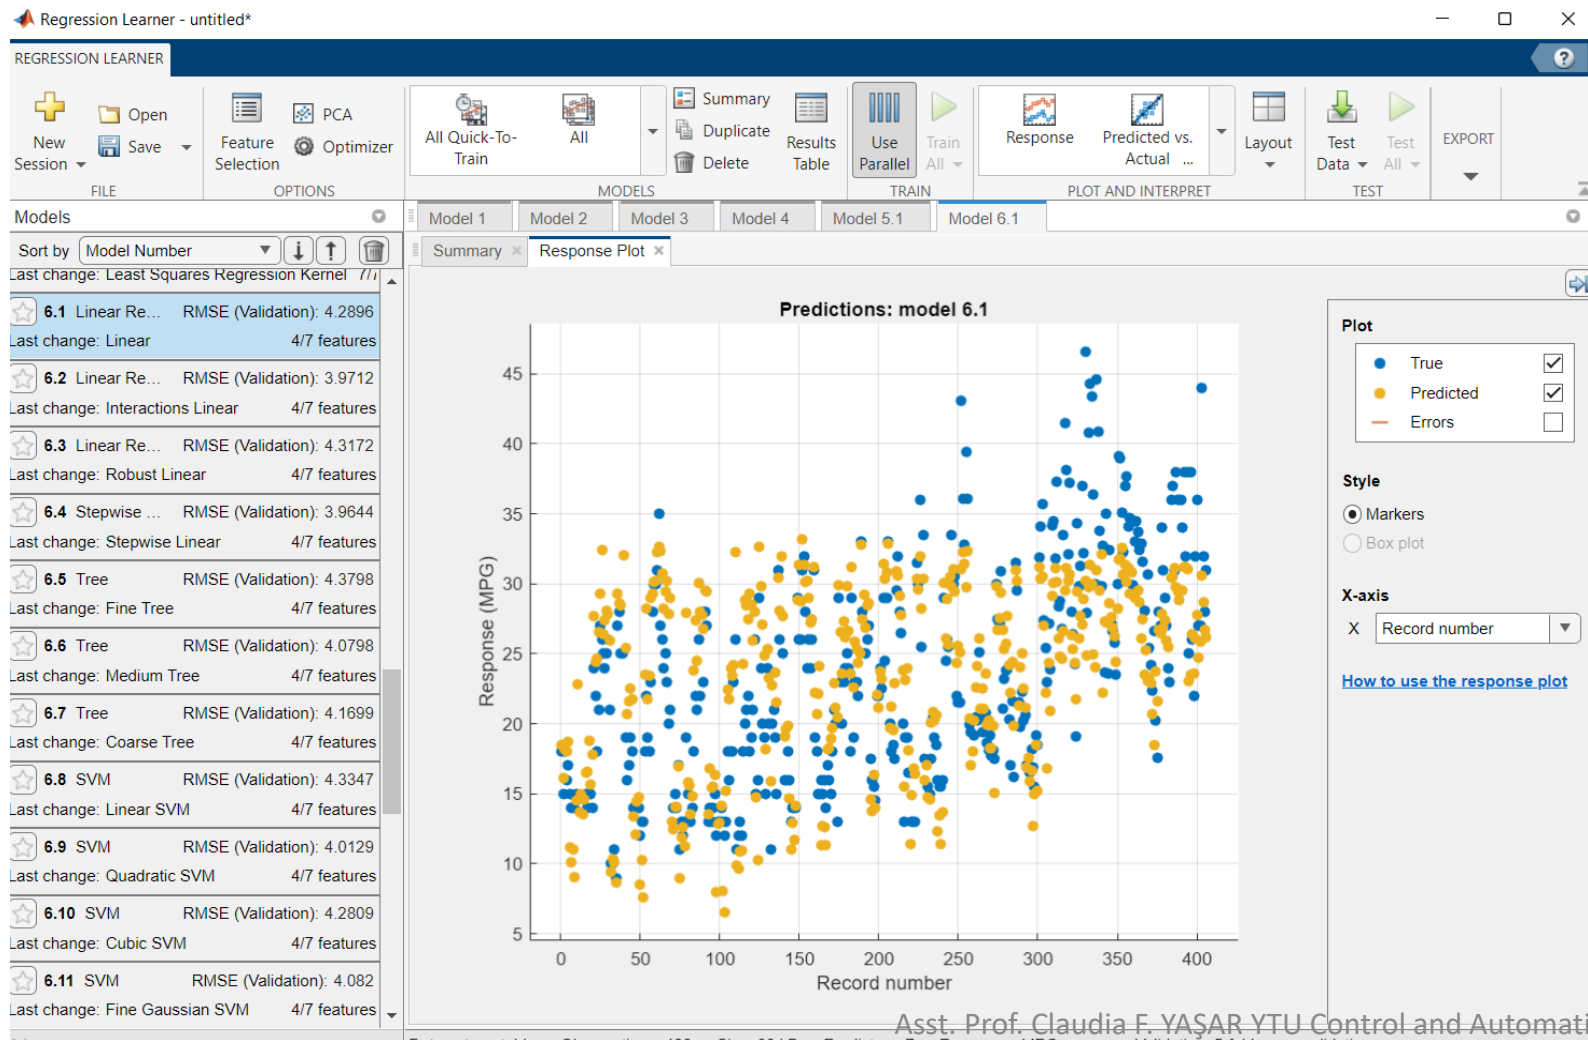 Regression Learner - untitled*
REGRESSION LEARNER
New Session
Open
Save
FILE
Feature Selection
PCA
Optimizer
OPTIONS
All Quick-To-Train
All
Summary
Duplicate
Delete
Results Table
MODELS
Use Parallel
Train All
TRAIN
Response
Predicted vs. Actual ...
PLOT AND INTERPRET
Layout
Test Data
Test All
TEST
EXPORT
Models
Sort by Model Number
Last change: Least Squares Regression Kernel 7/7
6.1 Linear Re... RMSE (Validation): 4.2896
Last change: Linear 4/7 features
6.2 Linear Re... RMSE (Validation): 3.9712
Last change: Interactions Linear 4/7 features
6.3 Linear Re... RMSE (Validation): 4.3172
Last change: Robust Linear 4/7 features
6.4 Stepwise ... RMSE (Validation): 3.9644
Last change: Stepwise Linear 4/7 features
6.5 Tree RMSE (Validation): 4.3798
Last change: Fine Tree 4/7 features
6.6 Tree RMSE (Validation): 4.0798
Last change: Medium Tree 4/7 features
6.7 Tree RMSE (Validation): 4.1699
Last change: Coarse Tree 4/7 features
6.8 SVM RMSE (Validation): 4.3347
Last change: Linear SVM 4/7 features
6.9 SVM RMSE (Validation): 4.0129
Last change: Quadratic SVM 4/7 features
6.10 SVM RMSE (Validation): 4.2809
Last change: Cubic SVM 4/7 features
6.11 SVM RMSE (Validation): 4.082
Last change: Fine Gaussian SVM 4/7 features
Model 1 Model 2 Model 3 Model 4 Model 5.1 Model 6.1
Summary Response Plot
Predictions: model 6.1
Response (MPG)
45
40
35
30
25
20
15
10
5
0 50 100 150 200 250 300 350 400
Record number
Plot
True
Predicted
Errors
Style
Markers
Box plot
X-axis
X Record number
How to use the response plot
Asst. Prof. Claudia F. YAŞAR YTU Control and Automati